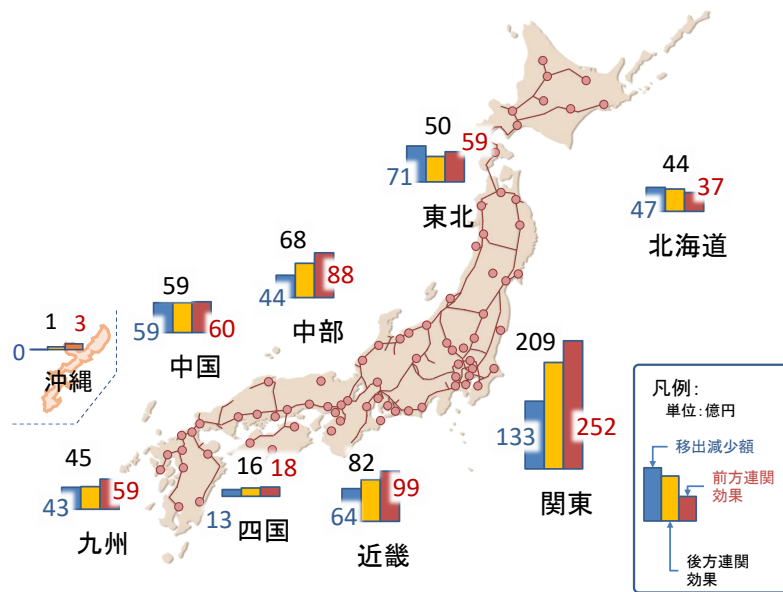 50
59
71
東北
44
37
47
北海道
68
88
44
中部
59
59
60
中国
1
3
0
沖縄
209
133
252
関東
凡例:
単位:億円
移出減少額
前方連関
効果
後方連関
効果
45
59
43
九州
16
18
13
四国
82
99
64
近畿